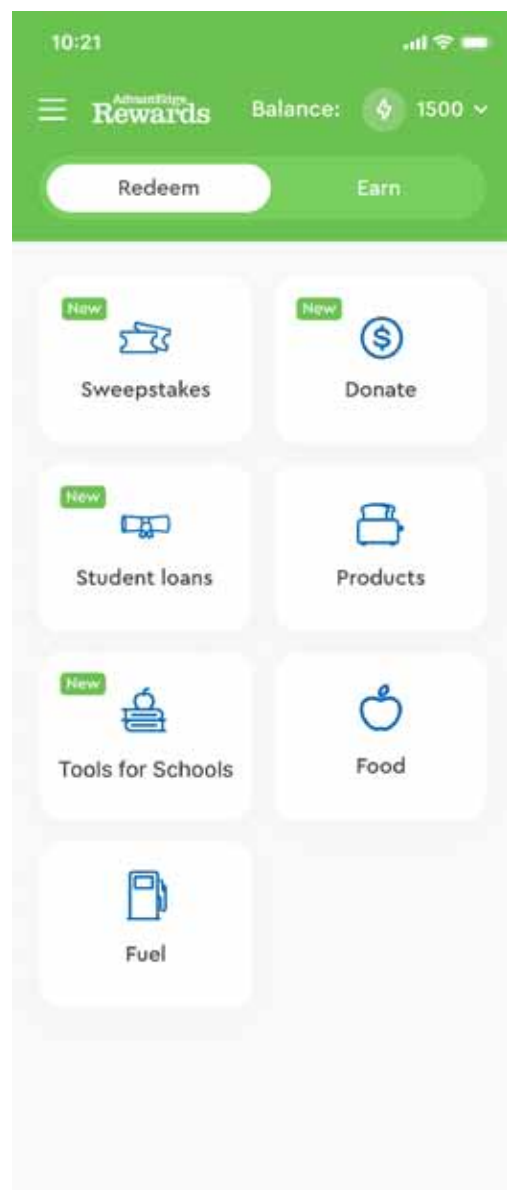 10:21
AdvantEdge
Rewards
Balance: 1500
Redeem Earn
New
Sweepstakes
New
Donate
New
Student loans
Products
New
Tools for Schools
Food
Fuel